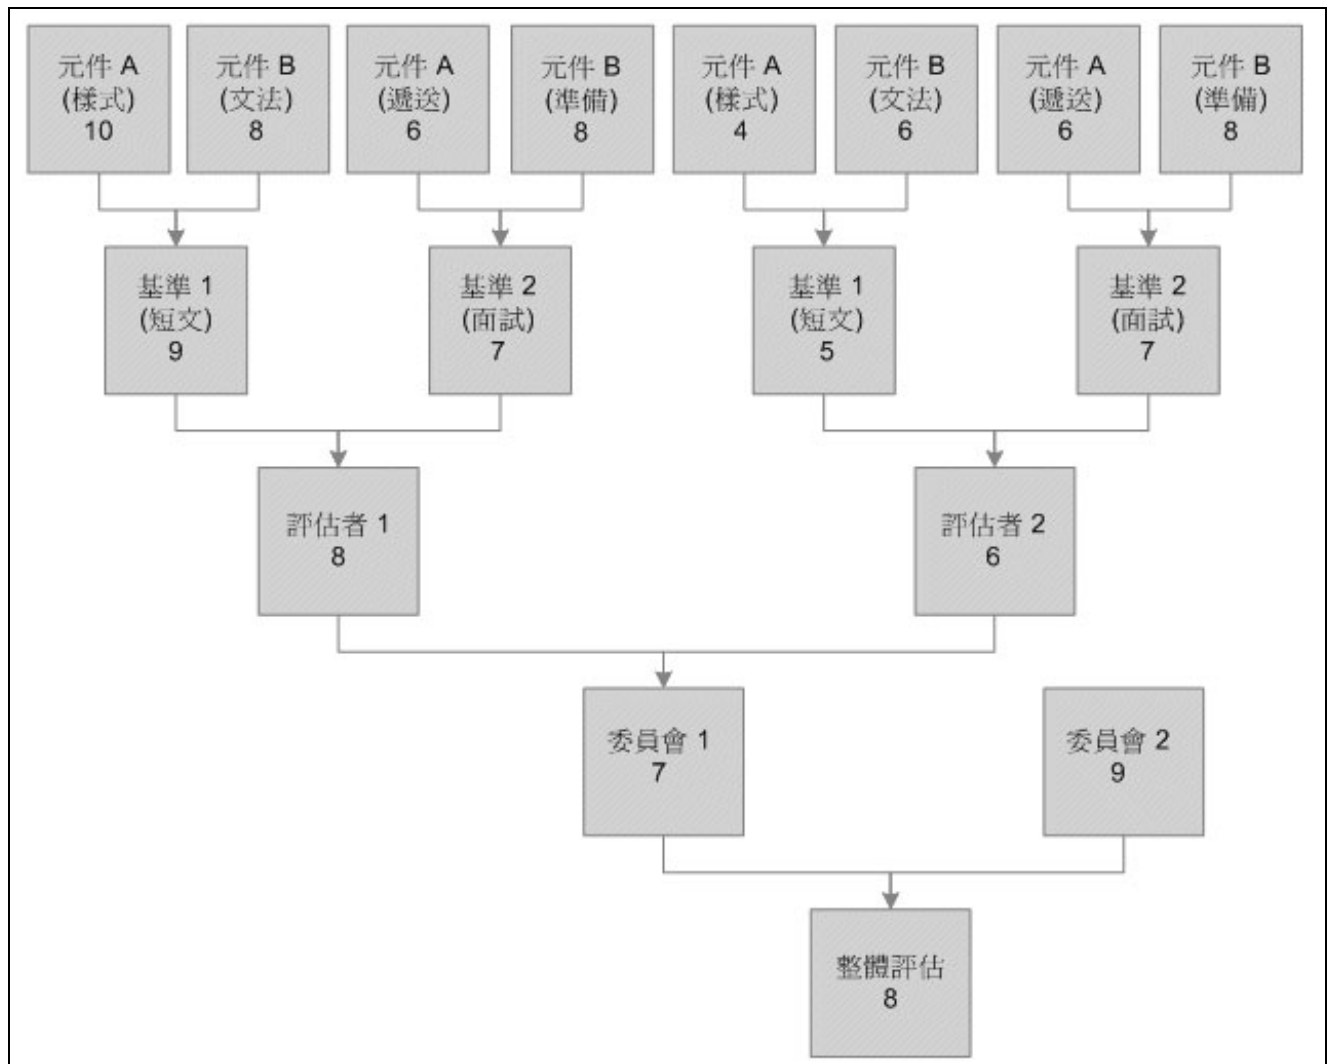 元件 A
(樣式)
10
元件 B
(文法)
8
元件 A
(遞送)
6
元件 B
(準備)
8
元件 A
(樣式)
4
元件 B
(文法)
6
元件 A
(遞送)
6
元件 B
(準備)
8
基準 1
(短文)
9
基準 2
(面試)
7
基準 1
(短文)
5
基準 2
(面試)
7
評估者 1
8
評估者 2
6
委員會 1
7
委員會 2
9
整體評估
8